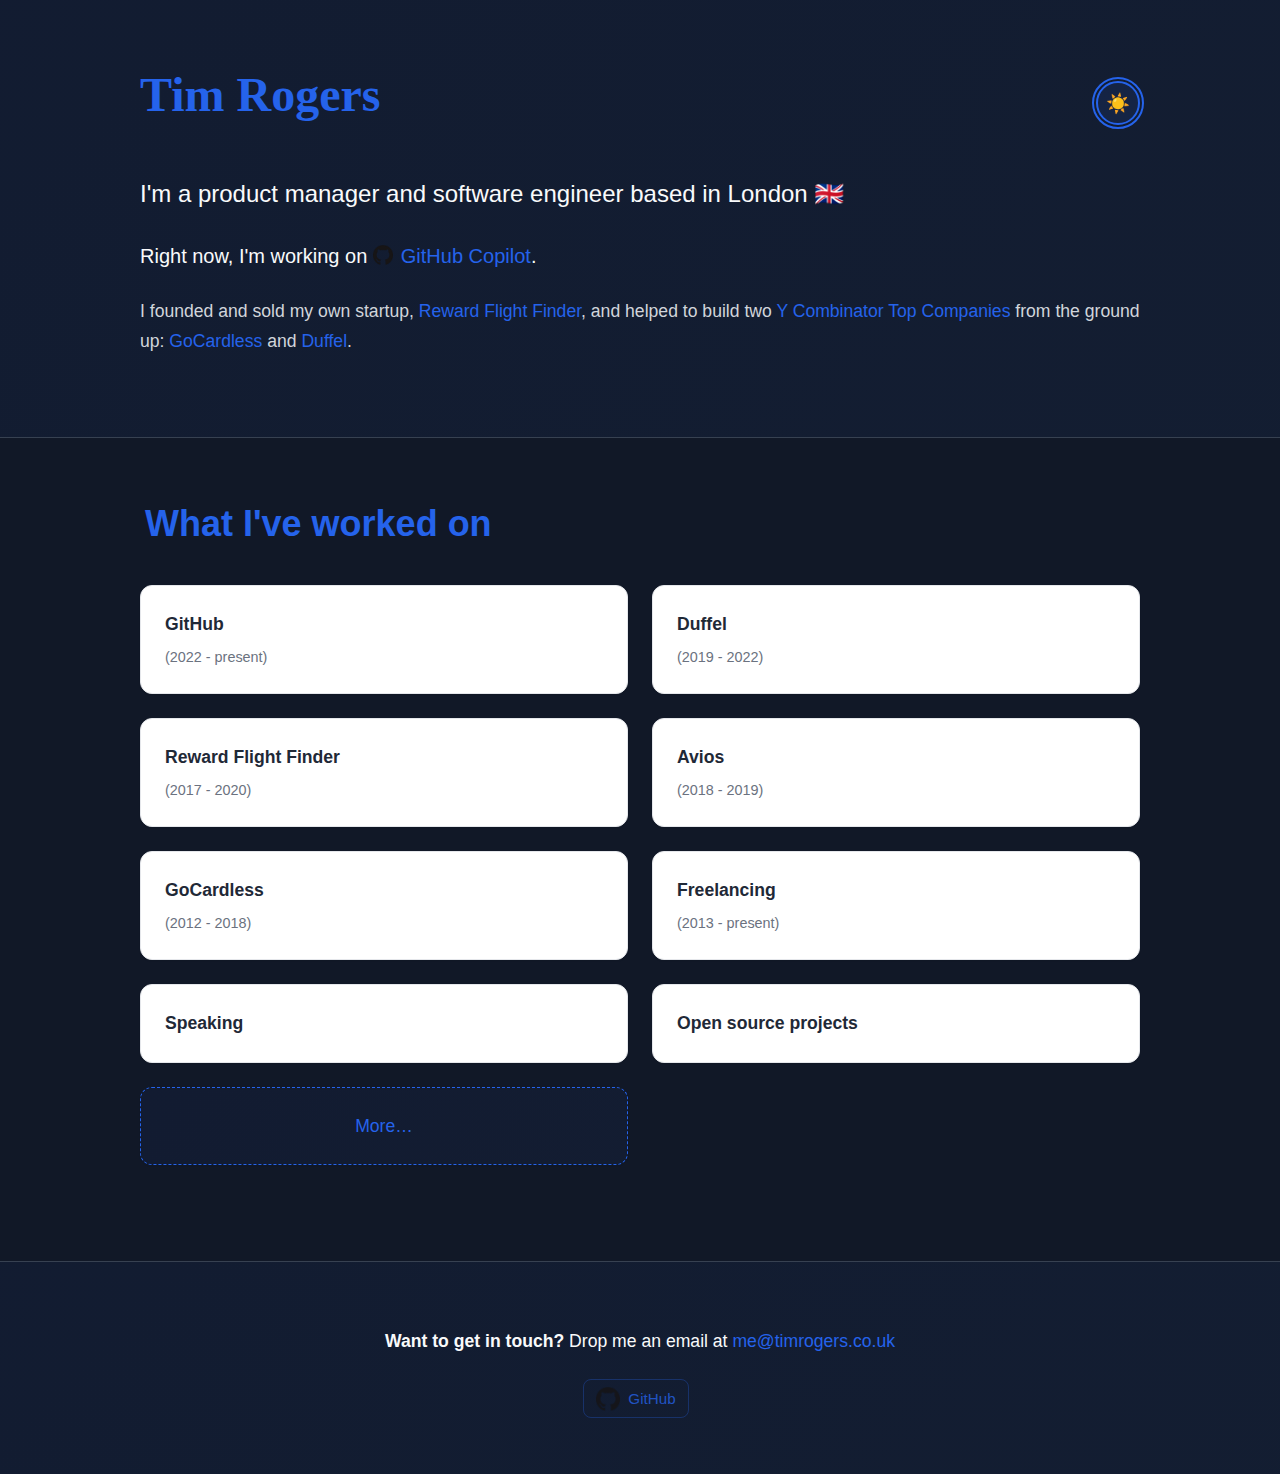 Tim Rogers
I'm a product manager and software engineer based in London 🇬🇧
Right now, I'm working on GitHub Copilot.
I founded and sold my own startup, Reward Flight Finder, and helped to build two Y Combinator Top Companies from the ground
up: GoCardless and Duffel.
What I've worked on
GitHub
(2022 - present)
Duffel
(2019 - 2022)
Reward Flight Finder
(2017 - 2020)
Avios
(2018 - 2019)
GoCardless
(2012 - 2018)
Freelancing
(2013 - present)
Speaking
Open source projects
More…
Want to get in touch? Drop me an email at me@timrogers.co.uk
GitHub